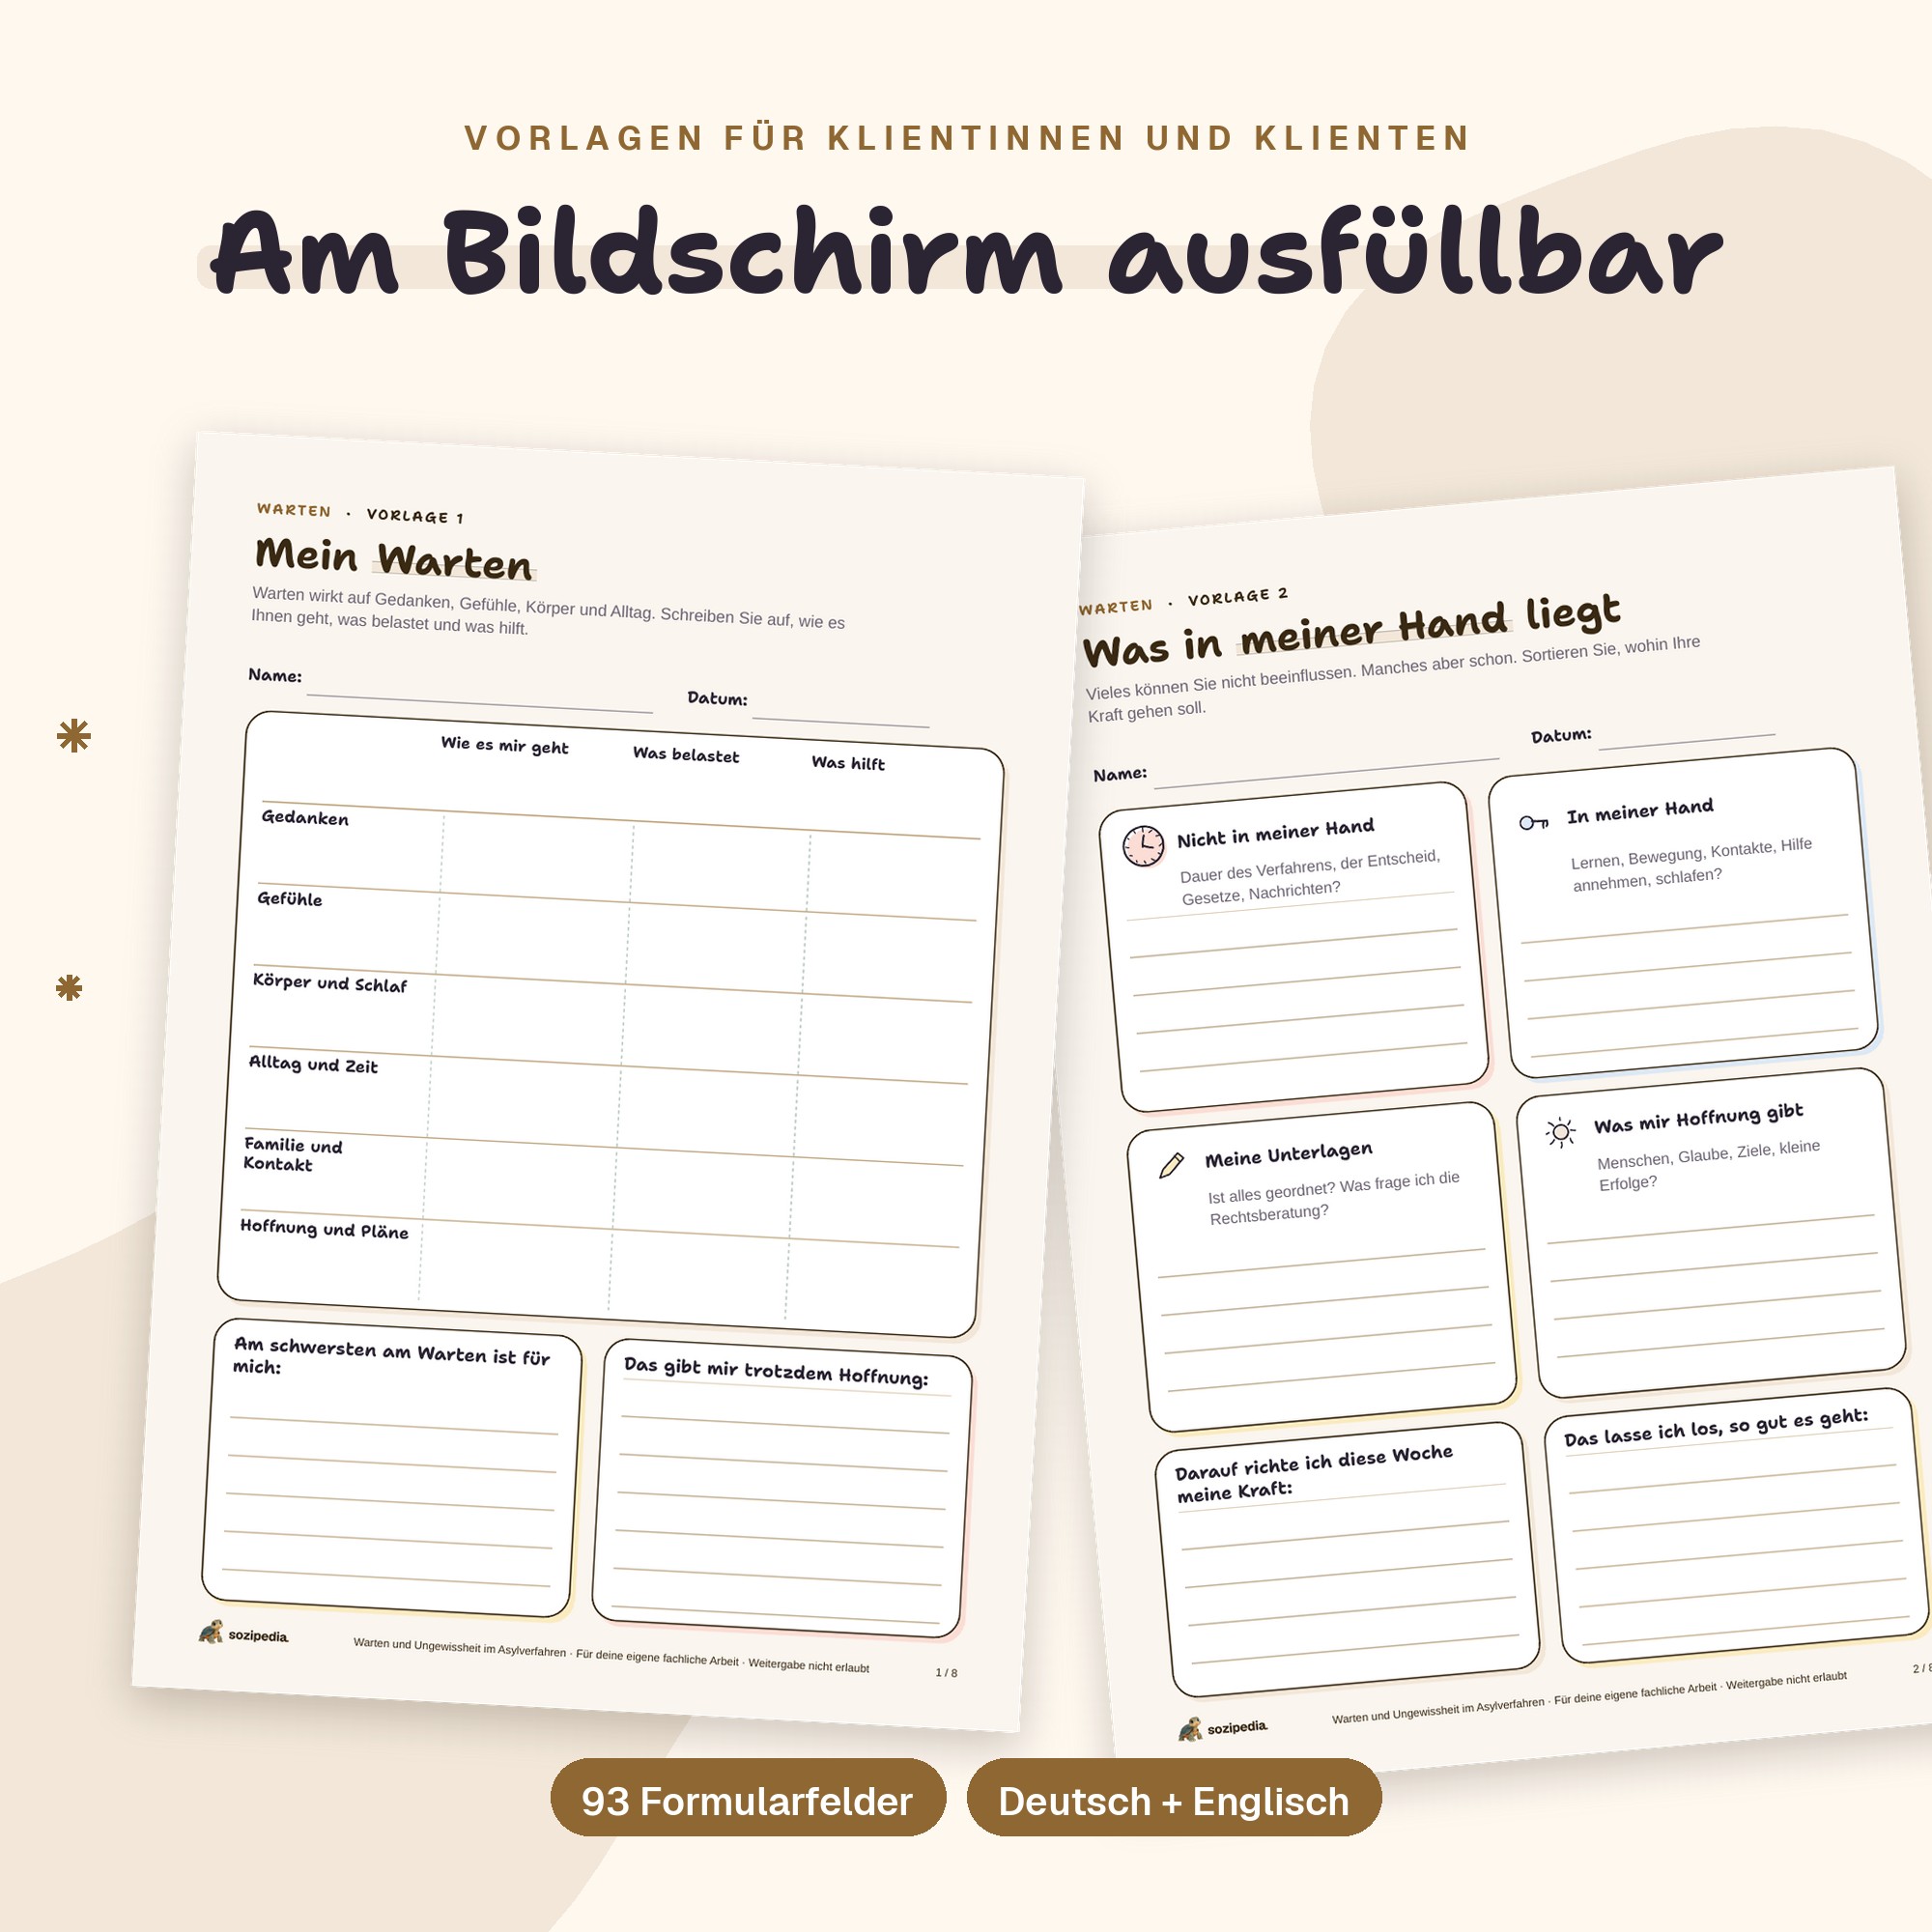 VORLAGEN FÜR KLIENTINNEN UND KLIENTEN
Am Bildschirm ausfüllbar
WARTEN · VORLAGE 1
Mein Warten
Warten wirkt auf Gedanken, Gefühle, Körper und Alltag. Schreiben Sie auf, wie es
Ihnen geht, was belastet und was hilft.
Name:
Datum:
Wie es mir geht
Was belastet
Was hilft
Gedanken
Gefühle
Körper und Schlaf
Alltag und Zeit
Familie und
Kontakt
Hoffnung und Pläne
Am schwersten am Warten ist für
mich:
Das gibt mir trotzdem Hoffnung:
sozipedia.
Warten und Ungewissheit im Asylverfahren · Für deine eigene fachliche Arbeit · Weitergabe nicht erlaubt
1 / 8
WARTEN · VORLAGE 2
Was in meiner Hand liegt
Vieles können Sie nicht beeinflussen. Manches aber schon. Sortieren Sie, wohin Ihre
Kraft gehen soll.
Name:
Datum:
Nicht in meiner Hand
Dauer des Verfahrens, der Entscheid,
Gesetze, Nachrichten?
In meiner Hand
Lernen, Bewegung, Kontakte, Hilfe
annehmen, schlafen?
Meine Unterlagen
Ist alles geordnet? Was frage ich die
Rechtsberatung?
Was mir Hoffnung gibt
Menschen, Glaube, Ziele, kleine
Erfolge?
Darauf richte ich diese Woche
meine Kraft:
Das lasse ich los, so gut es geht:
sozipedia.
Warten und Ungewissheit im Asylverfahren · Für deine eigene fachliche Arbeit · Weitergabe nicht erlaubt
2 / 8
93 Formularfelder
Deutsch + Englisch